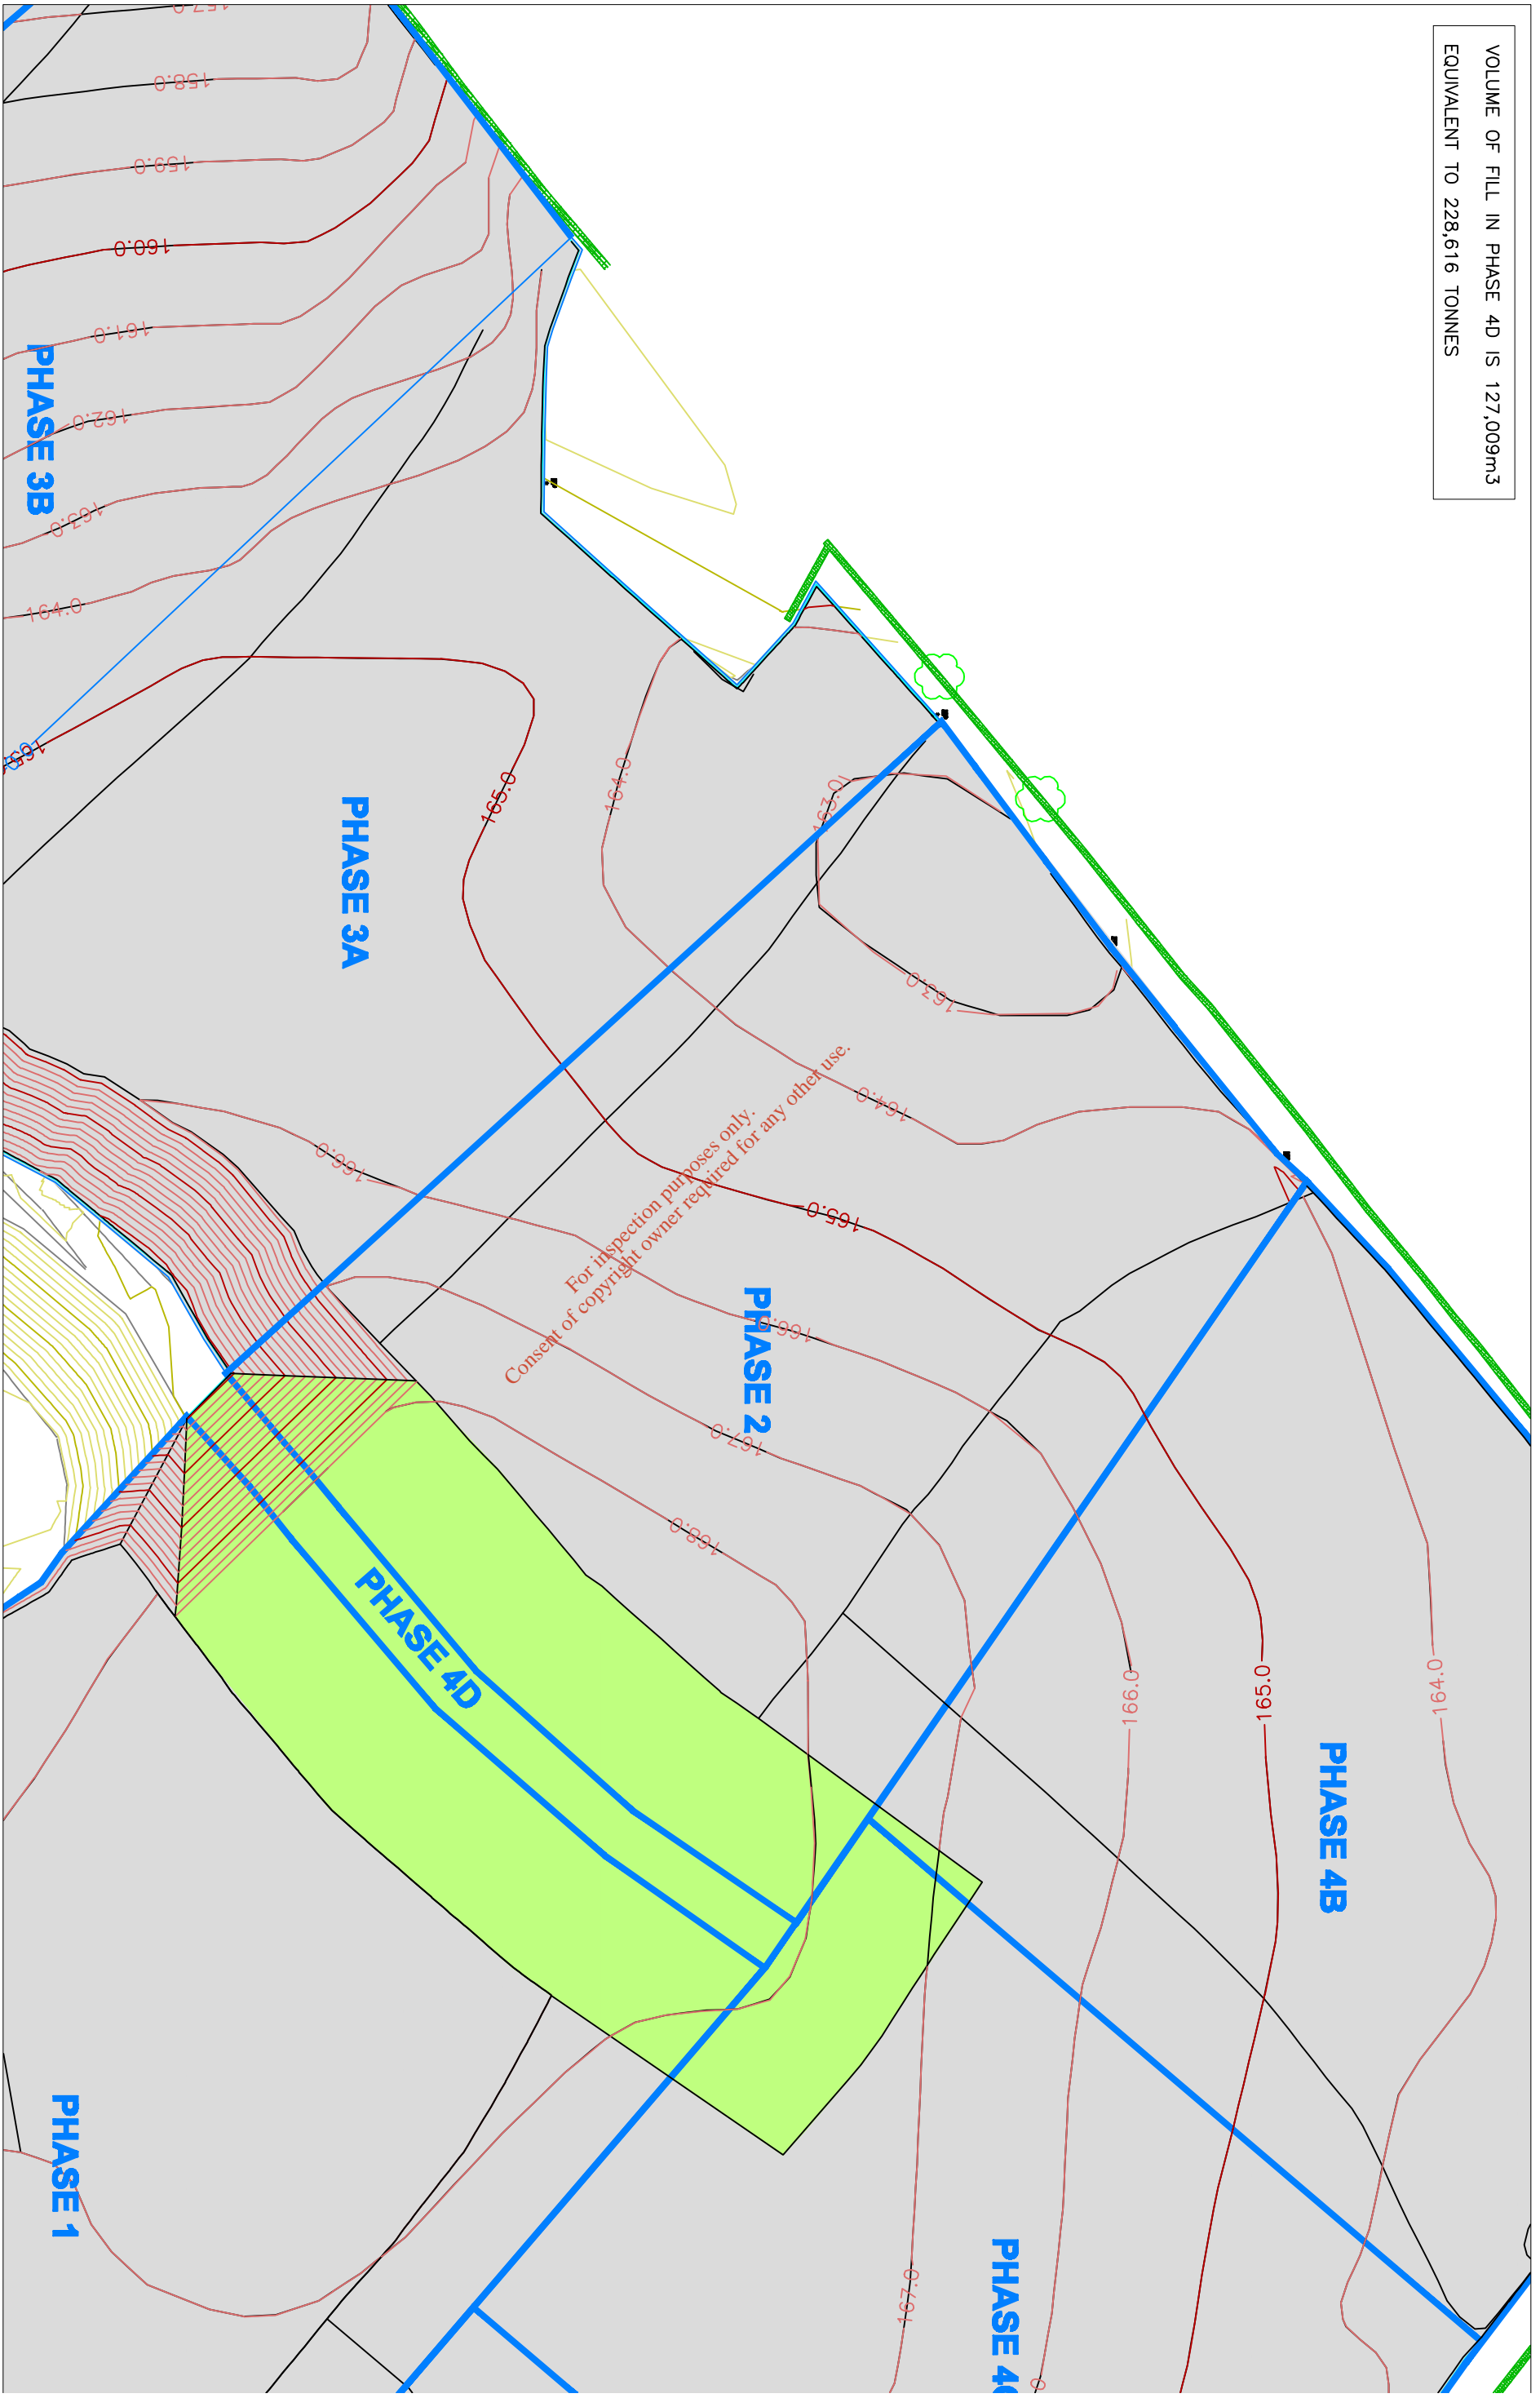 VOLUME OF FILL IN PHASE 4D IS 127,009m3
EQUIVALENT TO 228,616 TONNES
157.0
158.0
159.0
160.0
161.0
162.0
163.0
164.0
PHASE 3B
165.0
164.0
163.0
163.0
PHASE 3A
164.0
166.0
165.0
For inspection purposes only.
Consent of copyright owner required for any other use.
PHASE 2
166.0
167.0
168.0
PHASE 4D
166.0
165.0
164.0
PHASE 4B
PHASE 1
167.0